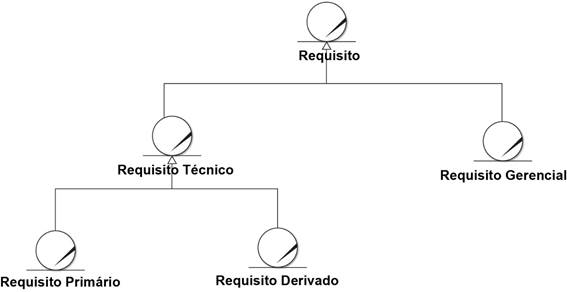 Requisito
Requisito Técnico
Requisito Gerencial
Requisito Primário
Requisito Derivado